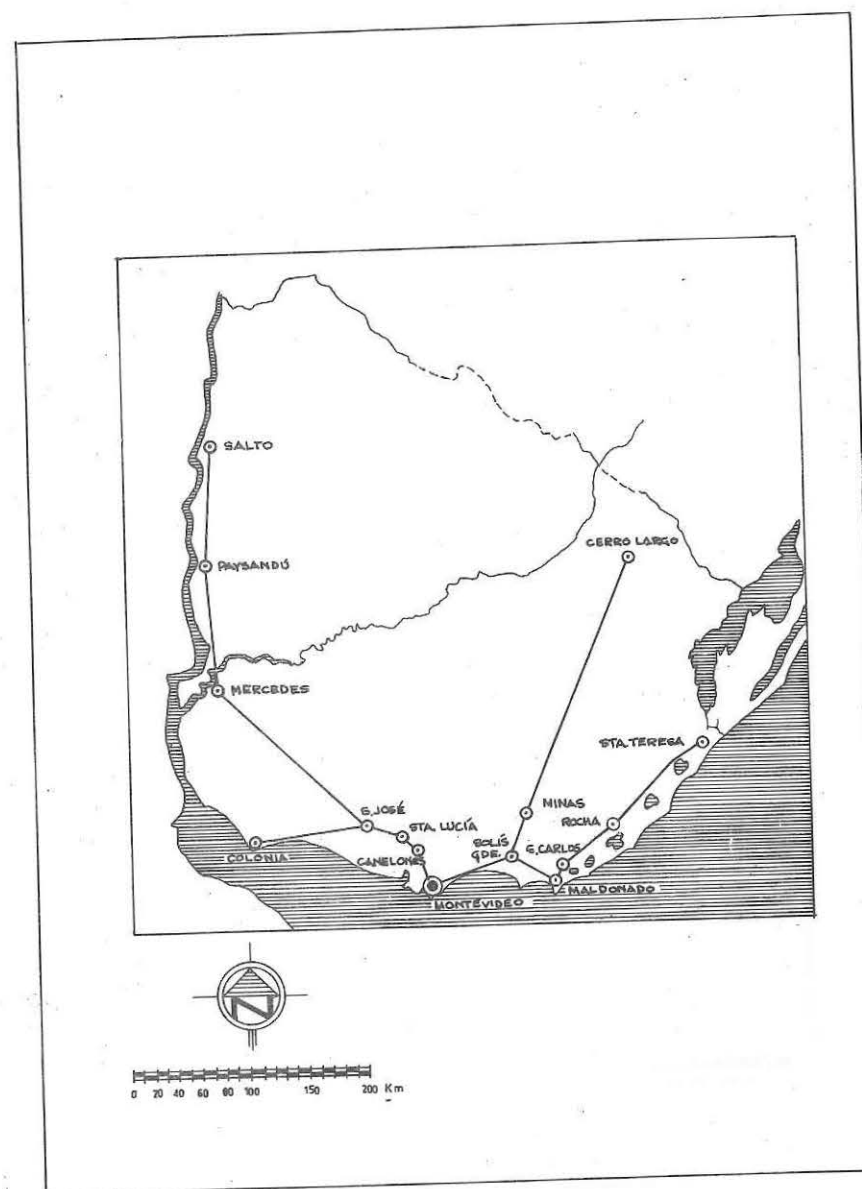 SALTO
PAYSANDÚ
CERRO LARGO
MERCEDES
STA. TERESA
S. JOSÉ
STA. LUCÍA
MINAS
ROCHA
SOLÍS
GDE.
S. CARLOS
COLONIA
CANELONES
MALDONADO
MONTEVIDEO
N
0 20 40 60 80 100 150 200 Km